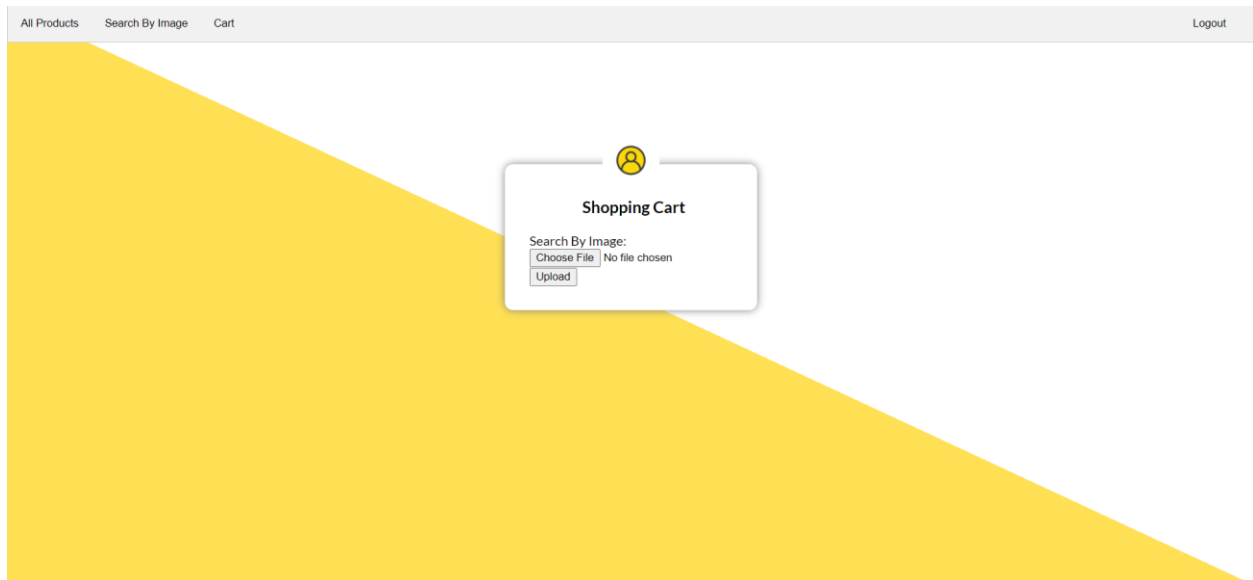 All Products Search By Image Cart Logout
Shopping Cart
Search By Image:
Choose File No file chosen
Upload